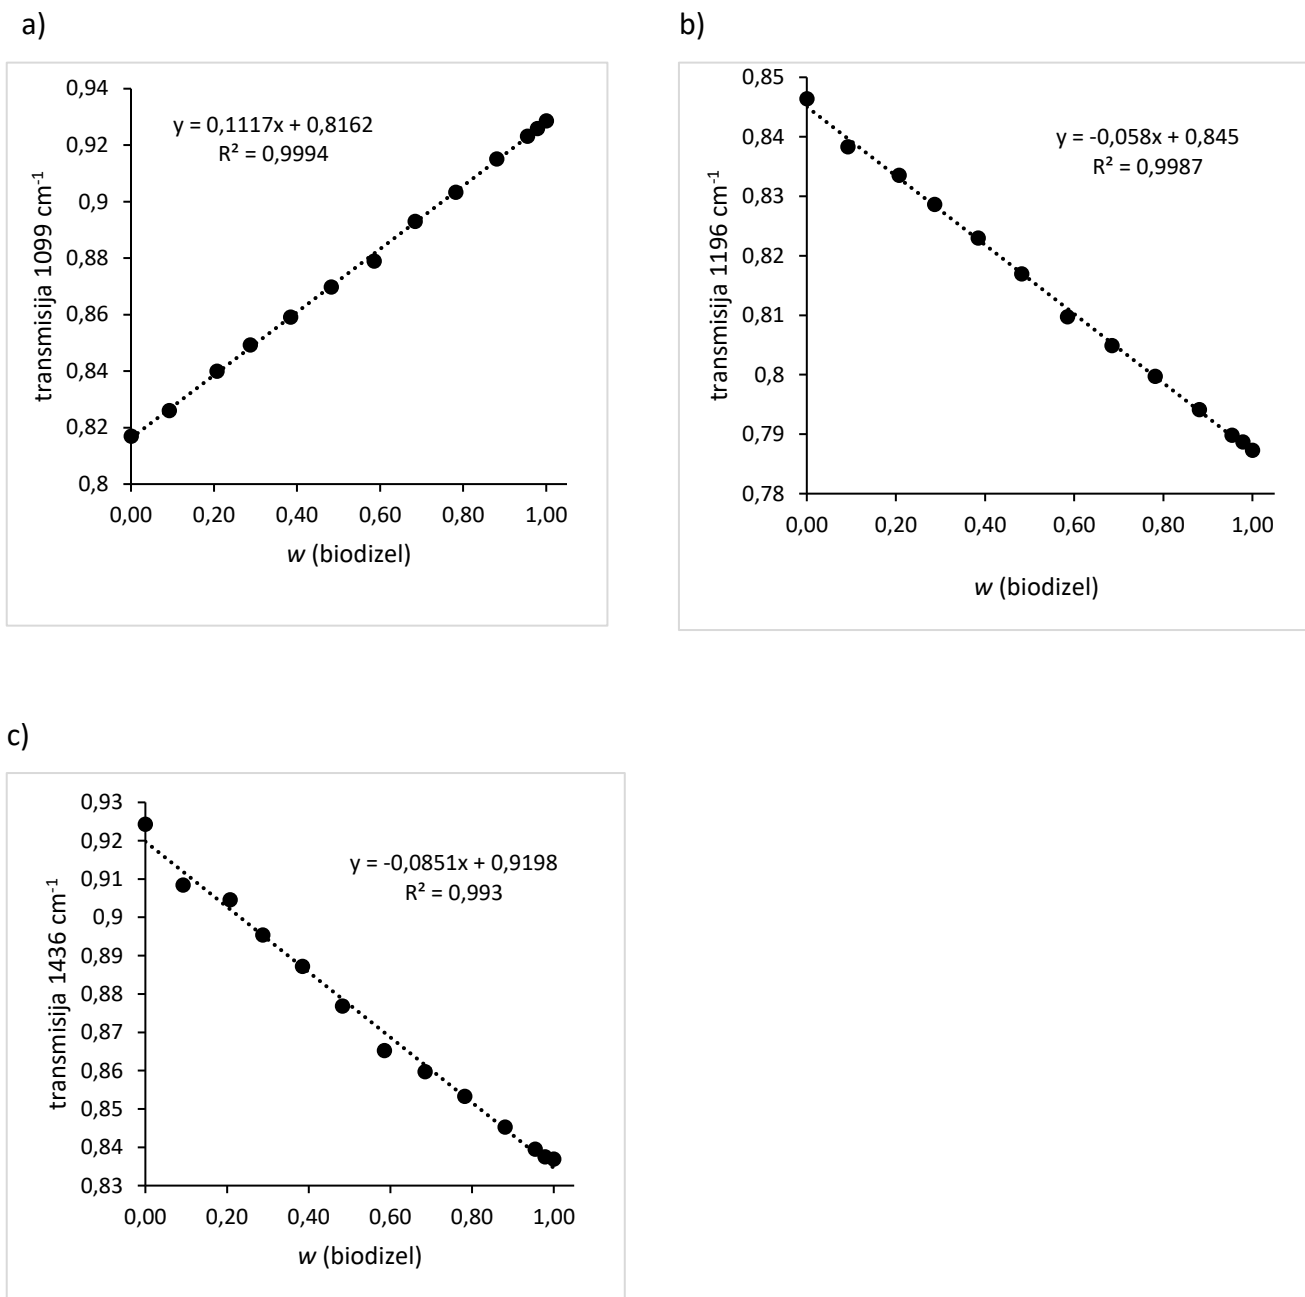 a)
0,94
0,92
0,9
0,88
0,86
0,84
0,82
0,8
transmisija 1099 cm⁻¹
y = 0,1117x + 0,8162
R² = 0,9994
0,00 0,20 0,40 0,60 0,80 1,00
w (biodizel)
b)
0,85
0,84
0,83
0,82
0,81
0,8
0,79
0,78
transmisija 1196 cm⁻¹
y = -0,058x + 0,845
R² = 0,9987
0,00 0,20 0,40 0,60 0,80 1,00
w (biodizel)
c)
0,93
0,92
0,91
0,9
0,89
0,88
0,87
0,86
0,85
0,84
0,83
transmisija 1436 cm⁻¹
y = -0,0851x + 0,9198
R² = 0,993
0,00 0,20 0,40 0,60 0,80 1,00
w (biodizel)